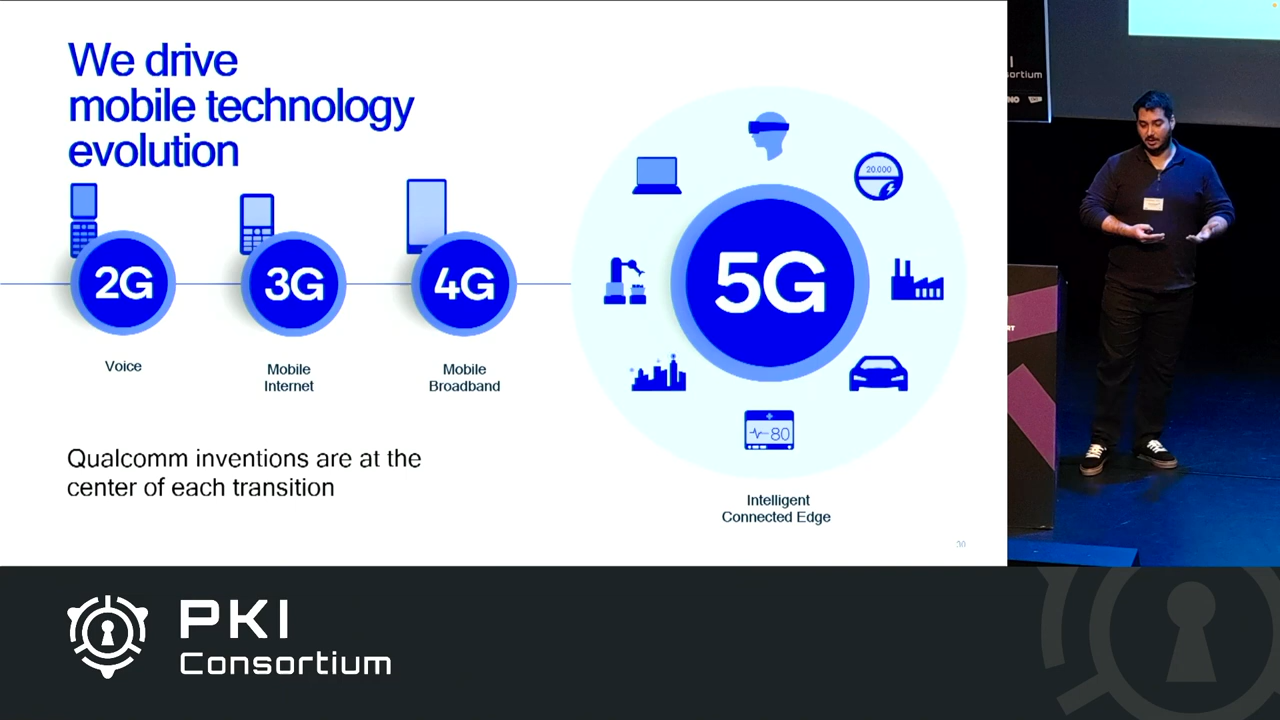 We drive
mobile technology
evolution
2G
3G
4G
5G
20.000
80
Voice
Mobile
Internet
Mobile
Broadband
Qualcomm inventions are at the
center of each transition
Intelligent
Connected Edge
30
PKI
Consortium